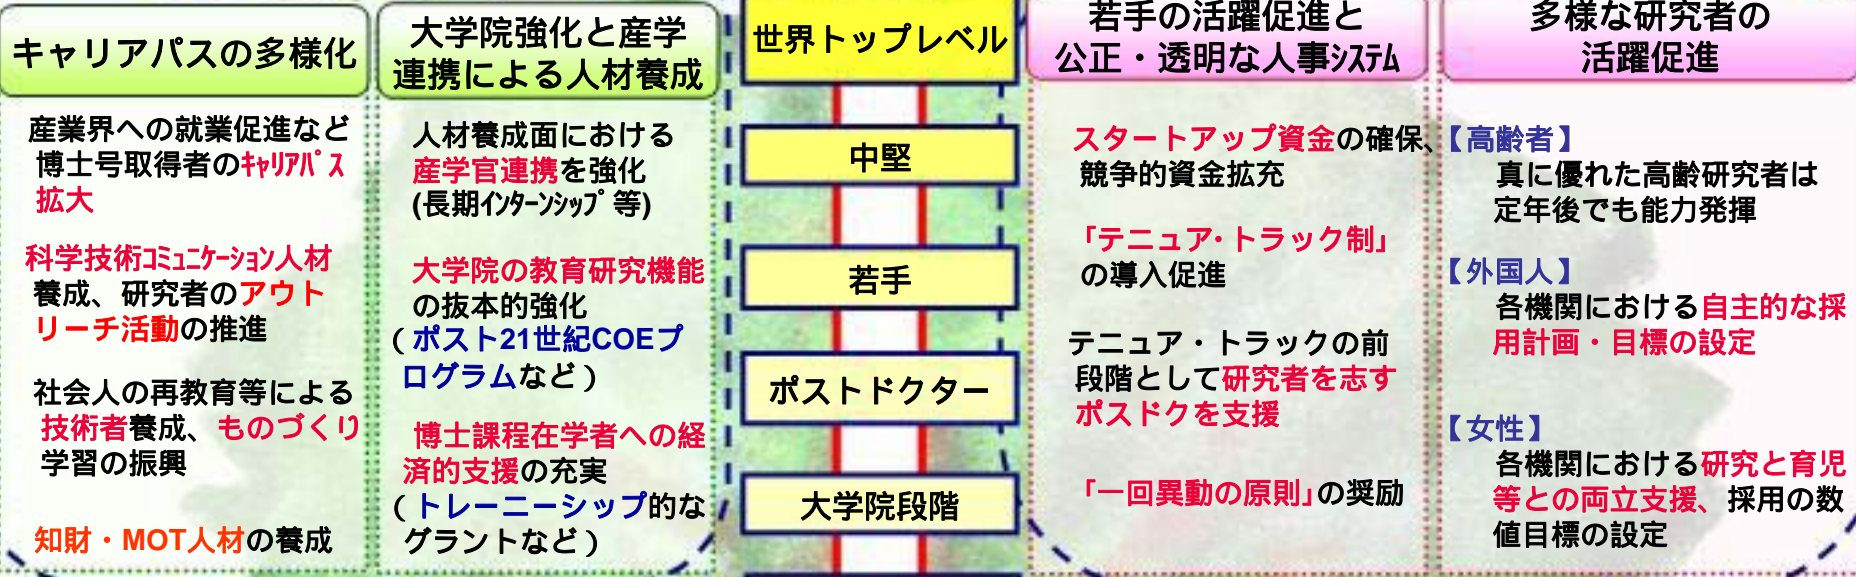 キャリアパスの多様化
産業界への就業促進など
博士号取得者のｷｬﾘｱﾊﾟｽ
拡大
科学技術ｺﾐｭﾆｹｰｼｮﾝ人材
養成、研究者のアウト
リーチ活動の推進
社会人の再教育等による
技術者養成、ものづくり
学習の振興
知財・MOT人材の養成
大学院強化と産学
連携による人材養成
人材養成面における
産学官連携を強化
(長期ｲﾝﾀｰﾝｼｯﾌﾟ等)
大学院の教育研究機能
の抜本的強化
（ポスト21世紀COEプ
ログラムなど）
博士課程在学者への経
済的支援の充実
（トレーニーシップ的な
グラントなど）
世界トップレベル
中堅
若手
ポストドクター
大学院段階
若手の活躍促進と
公正・透明な人事ｼｽﾃﾑ
スタートアップ資金の確保、
競争的資金拡充
「テニュア・トラック制」
の導入促進
テニュア・トラックの前
段階として研究者を志す
ポスドクを支援
「一回異動の原則」の奨励
多様な研究者の
活躍促進
【高齢者】
真に優れた高齢研究者は
定年後でも能力発揮
【外国人】
各機関における自主的な採
用計画・目標の設定
【女性】
各機関における研究と育児
等との両立支援、採用の数
値目標の設定